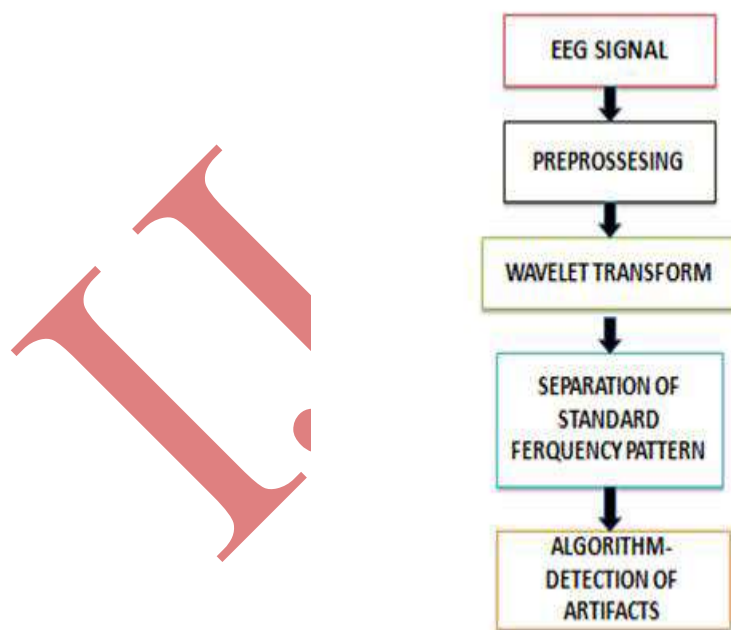 EEG SIGNAL
PREPROSSESING
WAVELET TRANSFORM
SEPARATION OF
STANDARD
FERQUENCY PATTERN
ALGORITHM-
DETECTION OF
ARTIFACTS